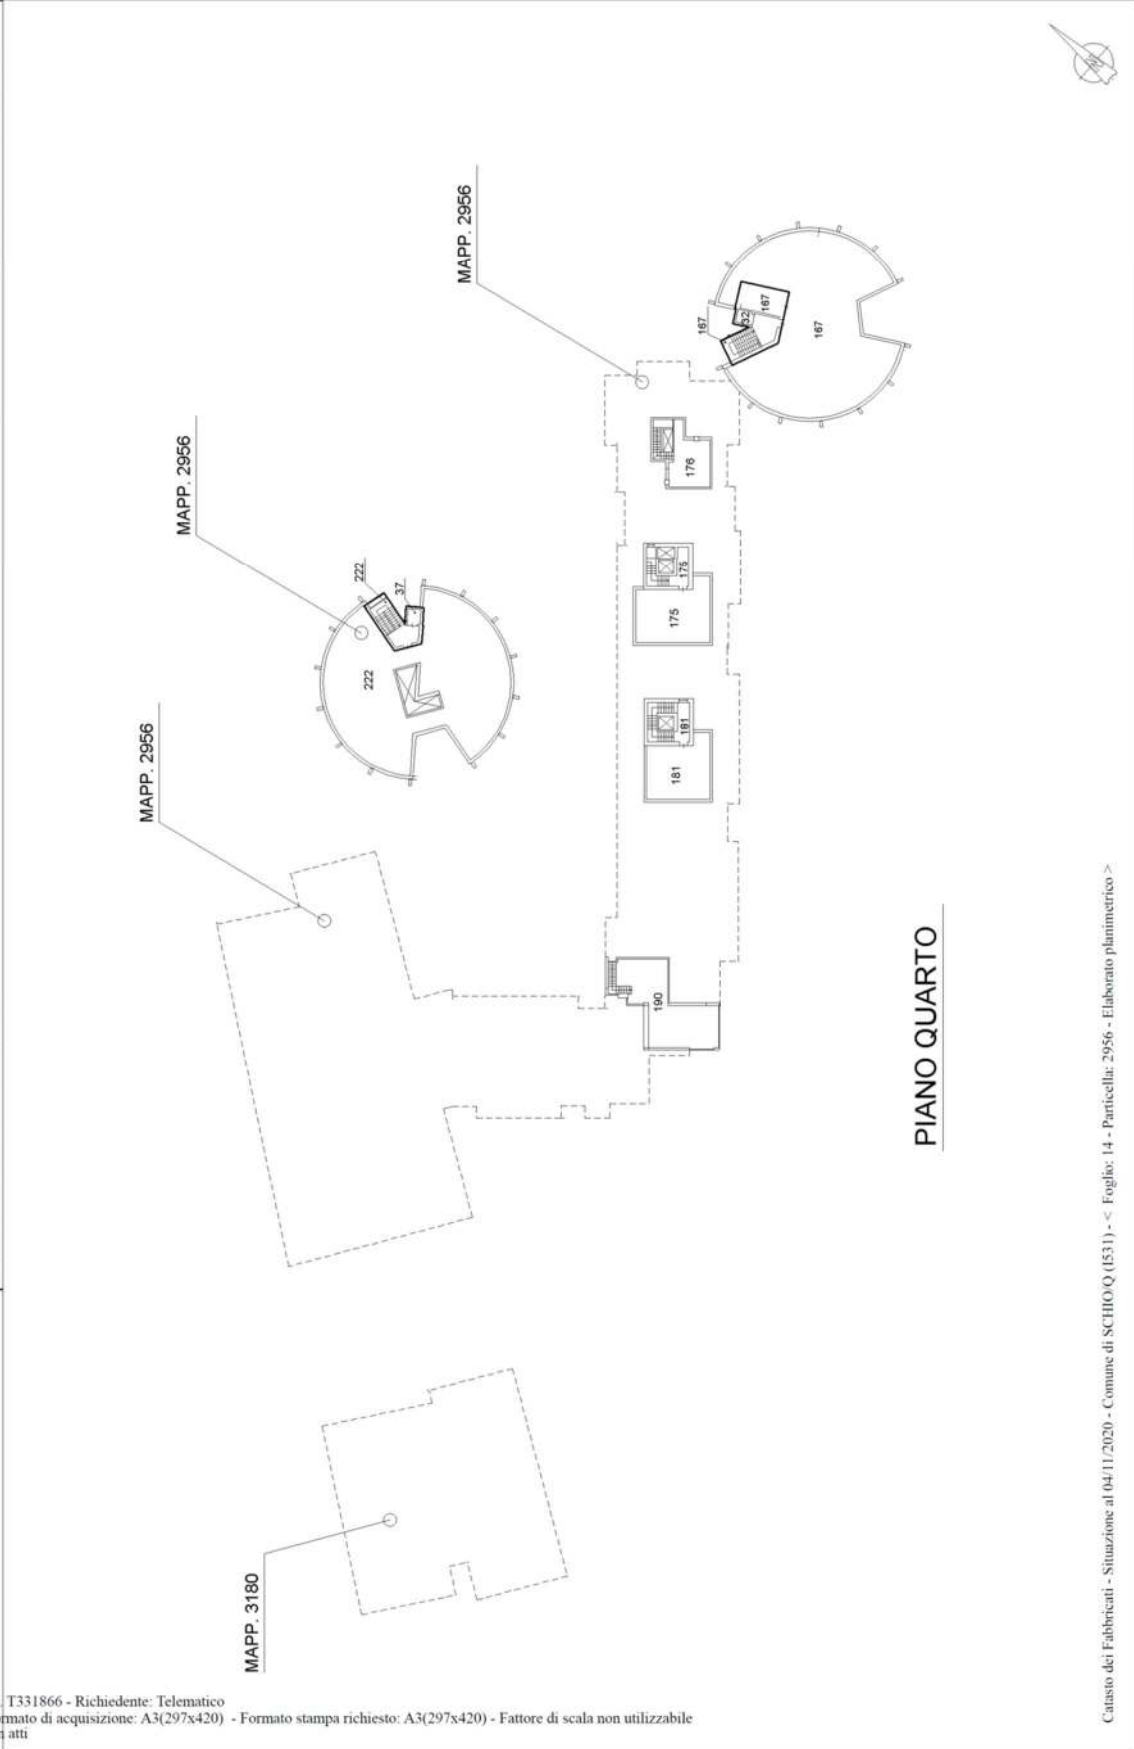 MAPP. 2956
MAPP. 2956
MAPP. 2956
MAPP. 3180
N
167
167
32
167
176
175
175
181
181
190
222
37
222
PIANO QUARTO
Catasto dei Fabbricati - Situazione al 04/11/2020 - Comune di SCHIO/Q (I531) - < Foglio: 14 - Particella: 2956 - Elaborato planimetrico >
T331866 - Richiedente: Telematico
rmato di acquisizione: A3(297x420) - Formato stampa richiesto: A3(297x420) - Fattore di scala non utilizzabile
atti